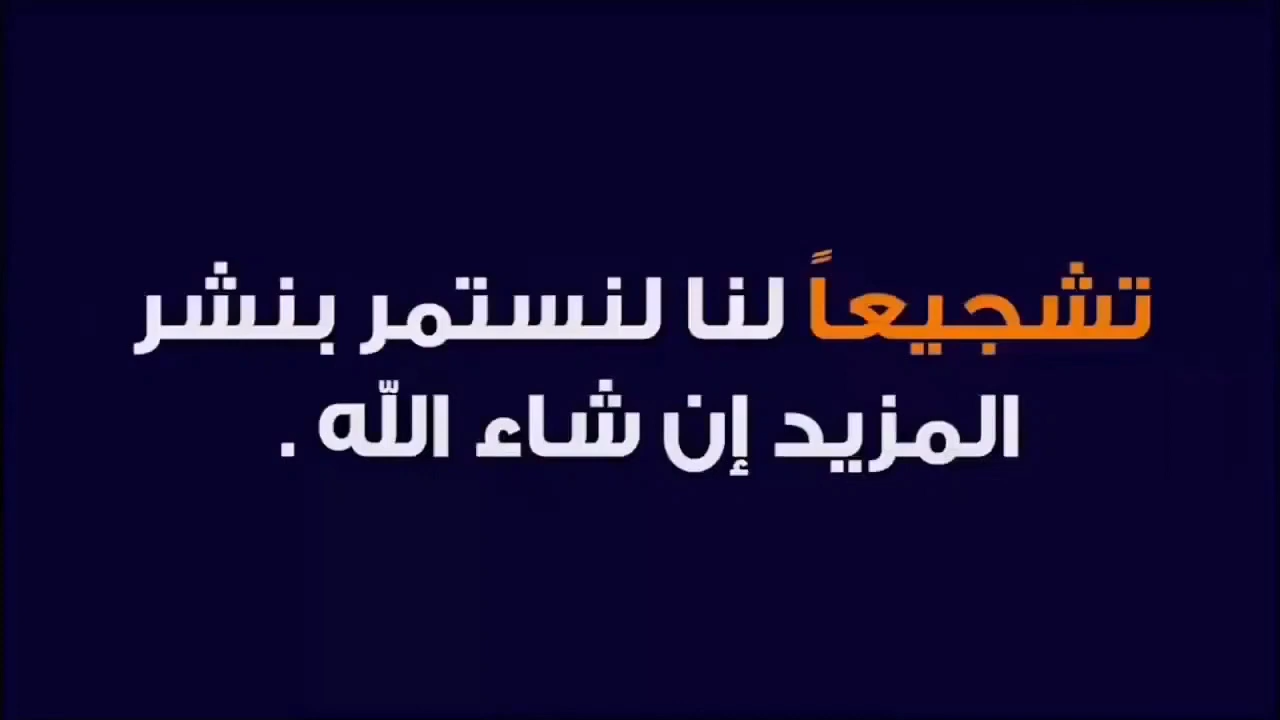 تشجيعاً لنا لنستمر بنشر
المزيد إن شاء اللّه .